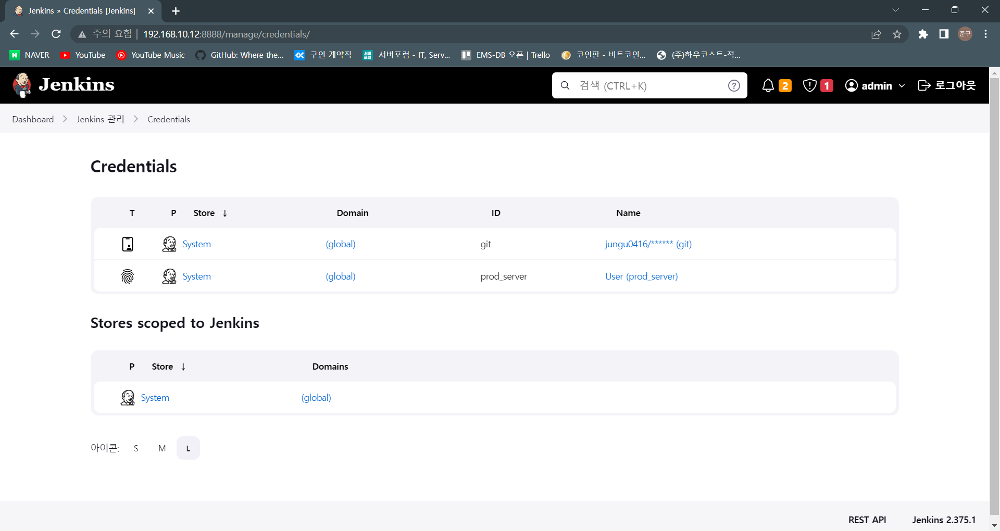 Jenkins » Credentials [Jenkins]
주의 요함 | 192.168.10.12:8888/manage/credentials/
준구
NAVER YouTube YouTube Music GitHub: Where the... 구인 계약직 서버포럼 - IT, Serv... EMS-DB 오픈 | Trello 코인판 - 비트코인... (주)하우코스트-적...
Jenkins 검색 (CTRL+K) 2 1 admin 로그아웃
Dashboard Jenkins 관리 Credentials
Credentials
T P Store ↓ Domain ID Name
System (global) git jungu0416/****** (git)
System (global) prod_server User (prod_server)
Stores scoped to Jenkins
P Store ↓ Domains
System (global)
아이콘: S M L
REST API Jenkins 2.375.1